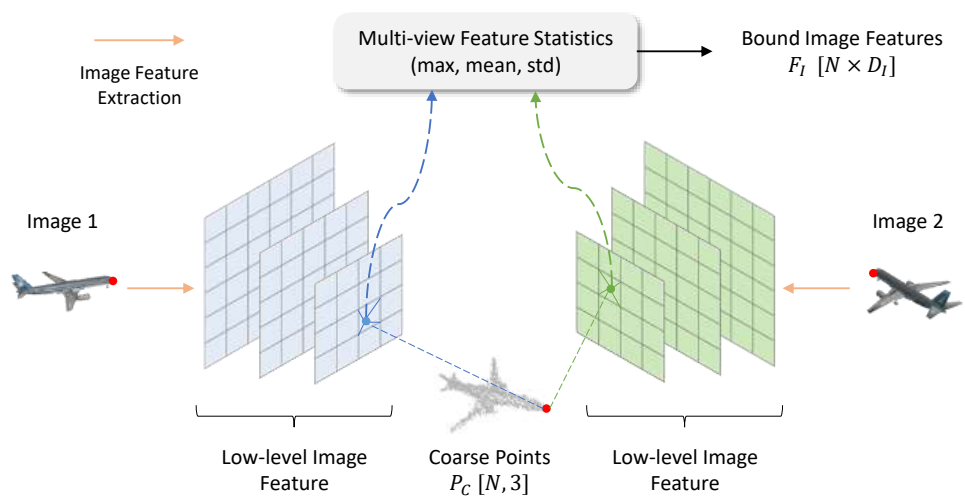 Multi-view Feature Statistics
(max, mean, std)
Bound Image Features
F_I [N × D_I]
Image Feature
Extraction
Image 1
Image 2
Low-level Image
Feature
Coarse Points
P_C [N, 3]
Low-level Image
Feature